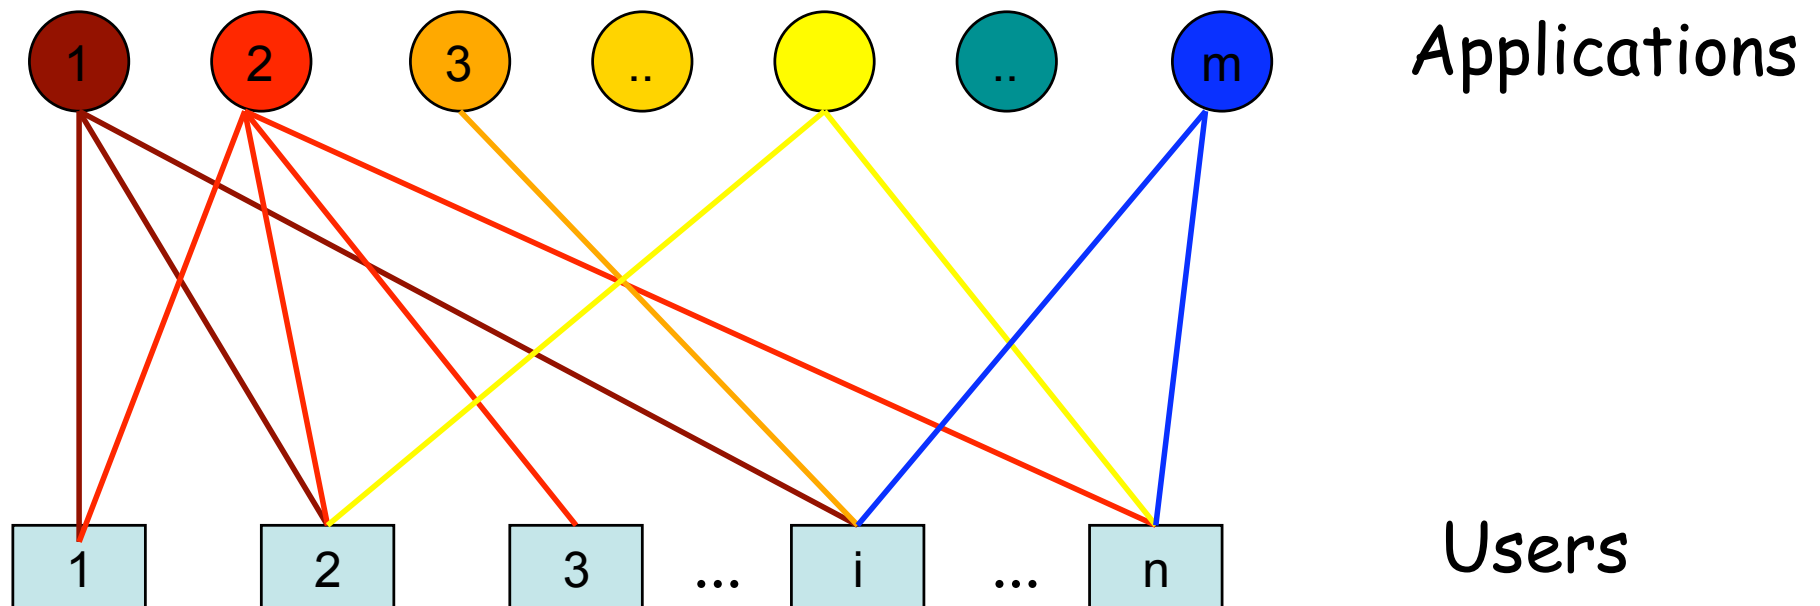 1 2 3 .. .. m Applications
1 2 3 ... i ... n Users